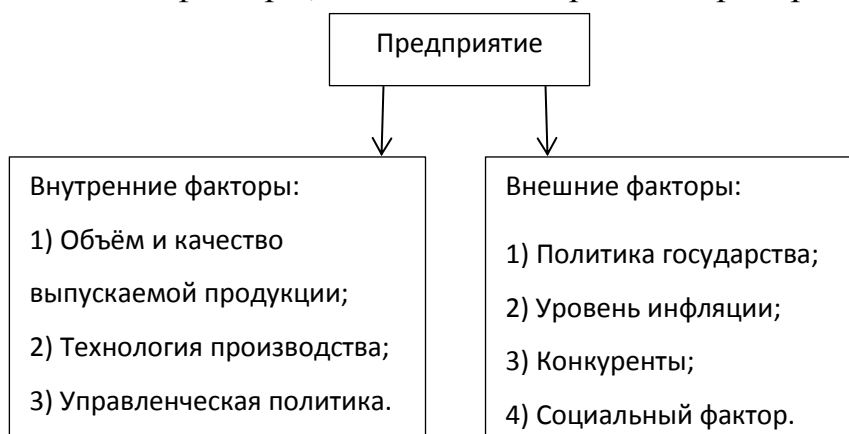 Предприятие
Внутренние факторы:
1) Объём и качество
выпускаемой продукции;
2) Технология производства;
3) Управленческая политика.
Внешние факторы:
1) Политика государства;
2) Уровень инфляции;
3) Конкуренты;
4) Социальный фактор.